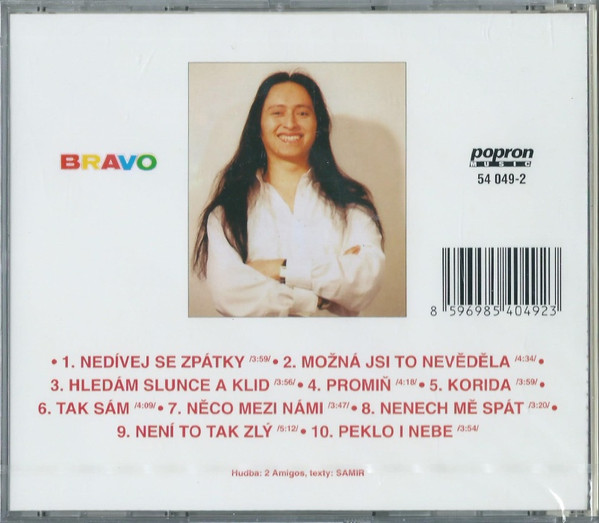 BRAVO
popron
MUSIC
54 049-2
8 596985 404923
• 1. NEDÍVEJ SE ZPÁTKY /3:59/ • 2. MOŽNÁ JSI TO NEVĚDĚLA /4:34/ •
3. HLEDÁM SLUNCE A KLID /3:56/ • 4. PROMIŇ /4:18/ • 5. KORIDA /3:59/ •
6. TAK SÁM /4:09/ • 7. NĚCO MEZI NÁMI /3:47/ • 8. NENECH MĚ SPÁT /3:20/ •
9. NENÍ TO TAK ZLÝ /5:12/ • 10. PEKLO I NEBE /3:54/
Hudba: 2 Amigos, texty: SAMIR